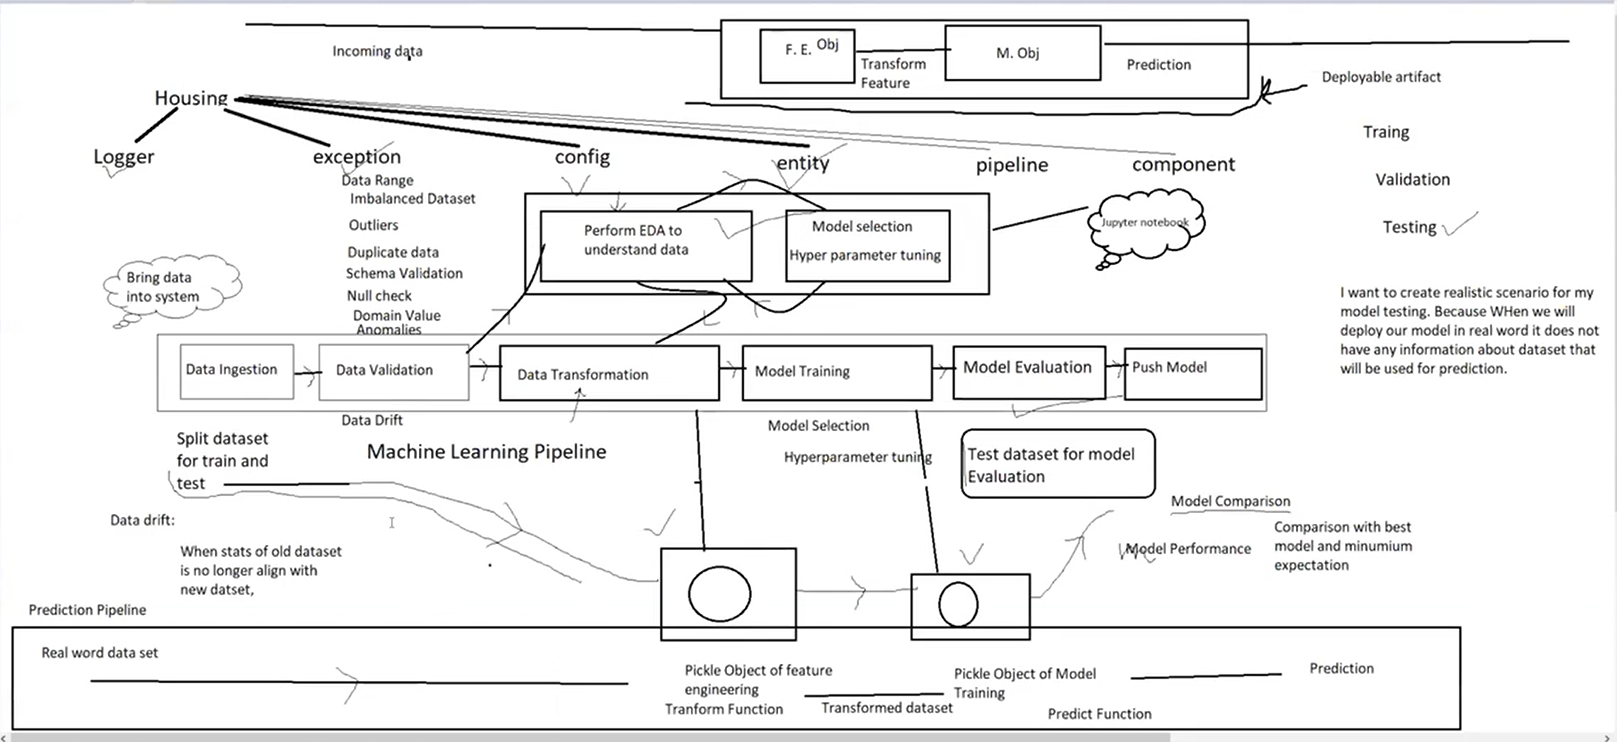 Incoming data
F. E. Obj
Transform
Feature
M. Obj
Prediction
Deployable artifact
Housing
Traing
Validation
Testing
Logger
exception
config
entity
pipeline
component
Data Range
Imbalanced Dataset
Outliers
Duplicate data
Schema Validation
Null check
Domain Value
Anomalies
Perform EDA to
understand data
Model selection
Hyper parameter tuning
Jupyter notebook
Bring data
into system
I want to create realistic scenario for my
model testing. Because WHen we will
deploy our model in real word it does not
have any information about dataset that
will be used for prediction.
Data Ingestion
Data Validation
Data Transformation
Model Training
Model Evaluation
Push Model
Data Drift
Machine Learning Pipeline
Model Selection
Hyperparameter tuning
Split dataset
for train and
test
Test dataset for model
Evaluation
Data drift:
When stats of old dataset
is no longer align with
new datset,
Model Comparison
Model Performance
Comparison with best
model and minumium
expectation
Prediction Pipeline
Real word data set
Pickle Object of feature
engineering
Tranform Function
Transformed dataset
Pickle Object of Model
Training
Predict Function
Prediction